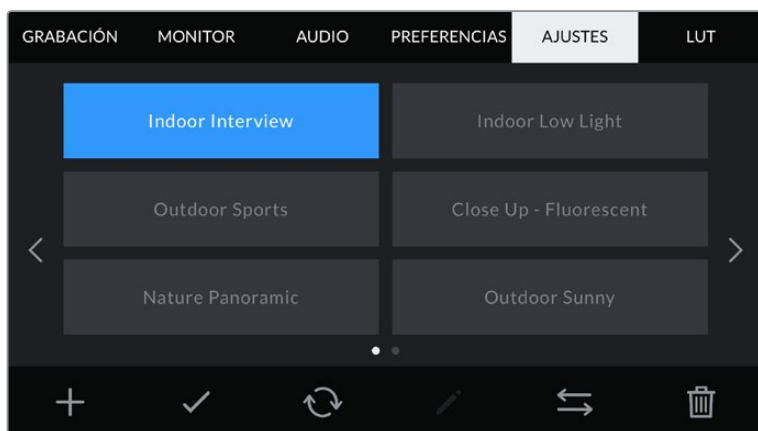 GRABACIÓN MONITOR AUDIO PREFERENCIAS AJUSTES LUT
Indoor Interview Indoor Low Light
Outdoor Sports Close Up - Fluorescent
Nature Panoramic Outdoor Sunny